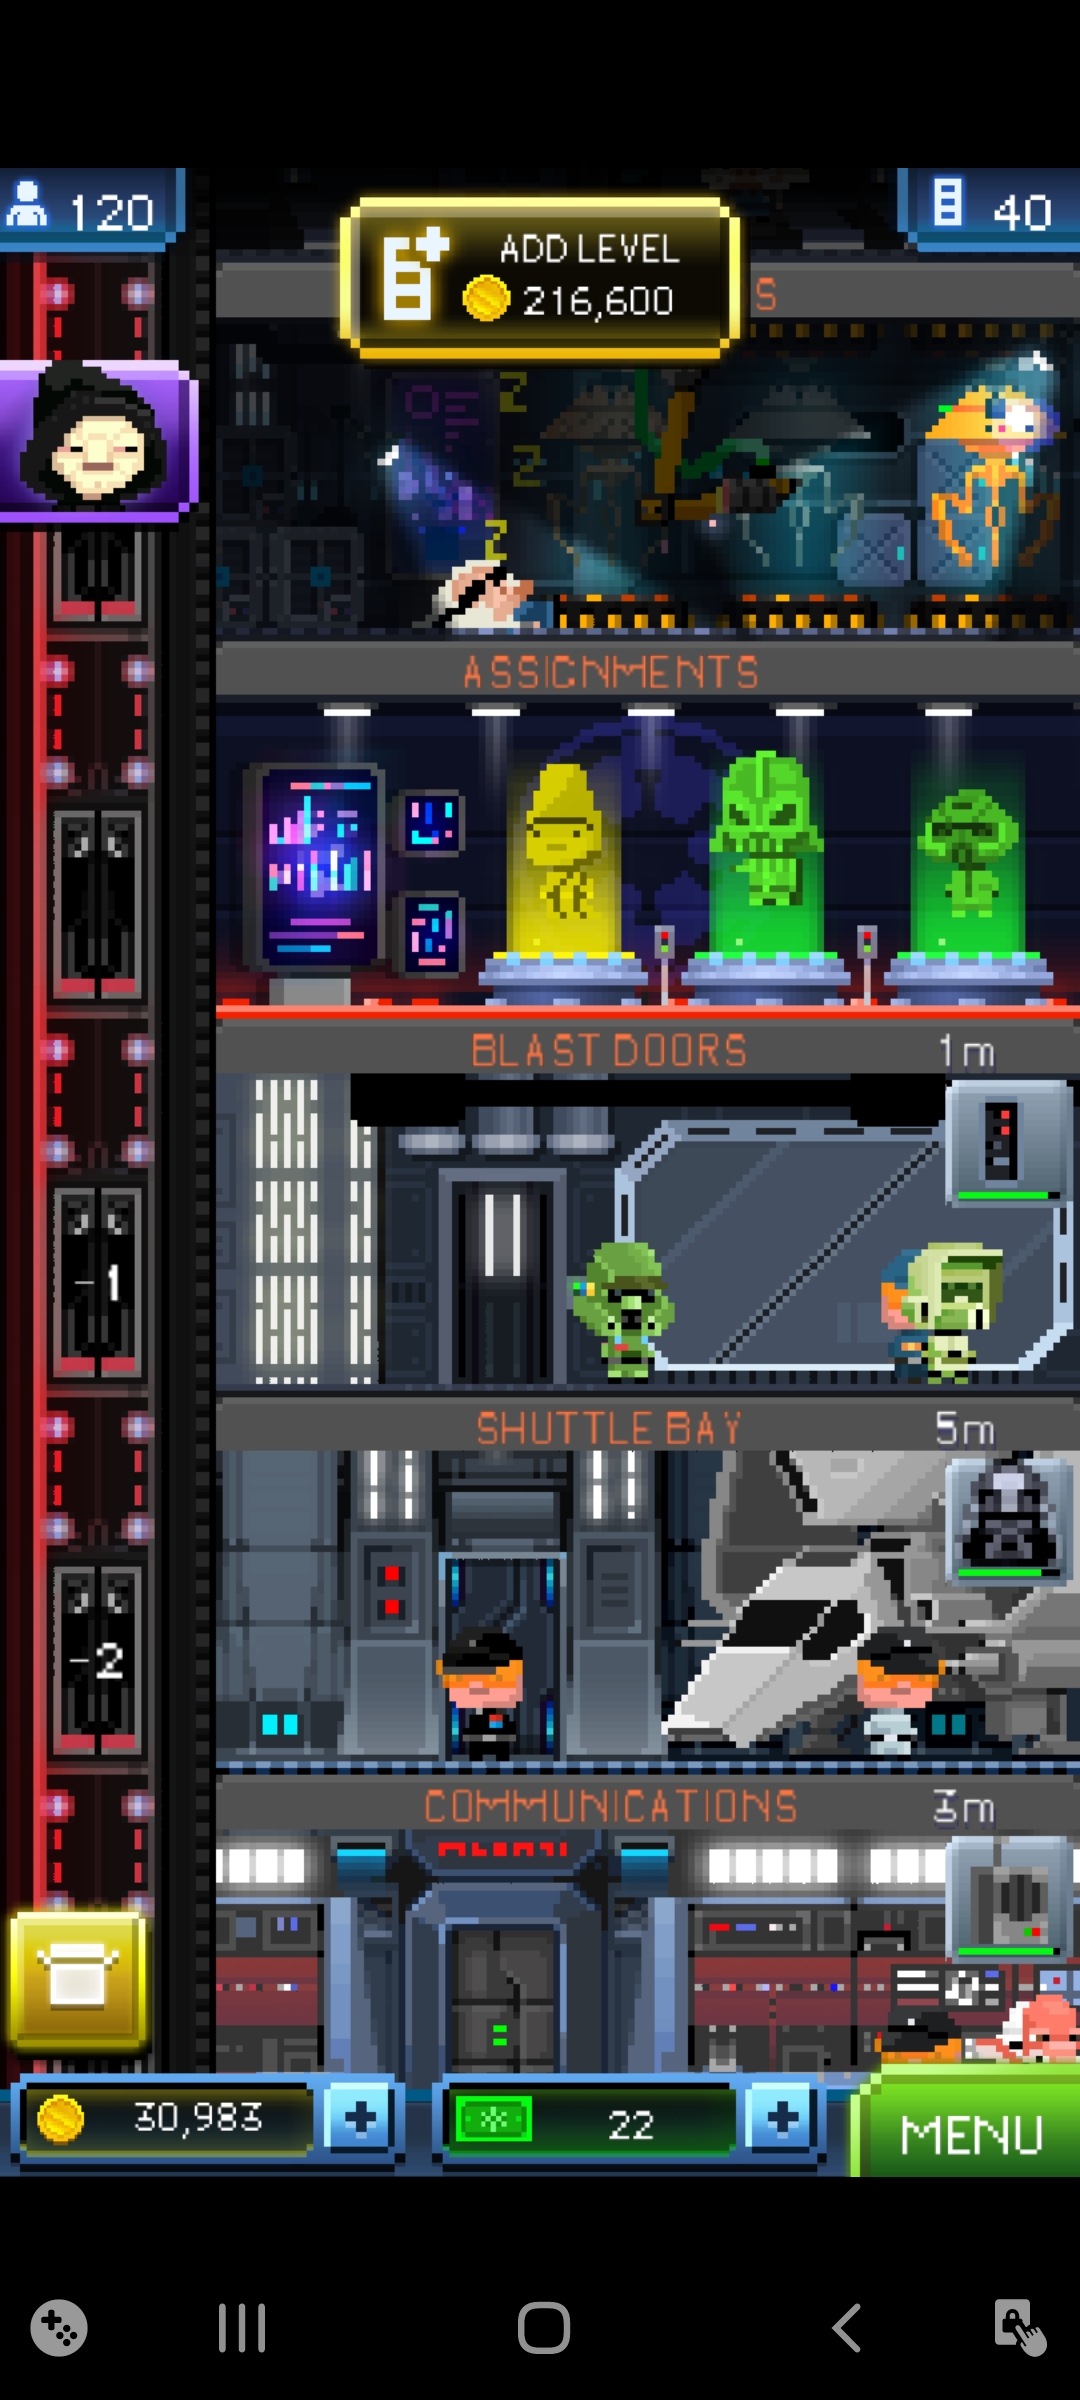 120
ADD LEVEL
216,600
40
S
Z
Z
Z
ASSIGNMENTS
BLAST DOORS 1m
-1
SHUTTLE BAY 5m
-2
COMMUNICATIONS 3m
30,983
22
MENU